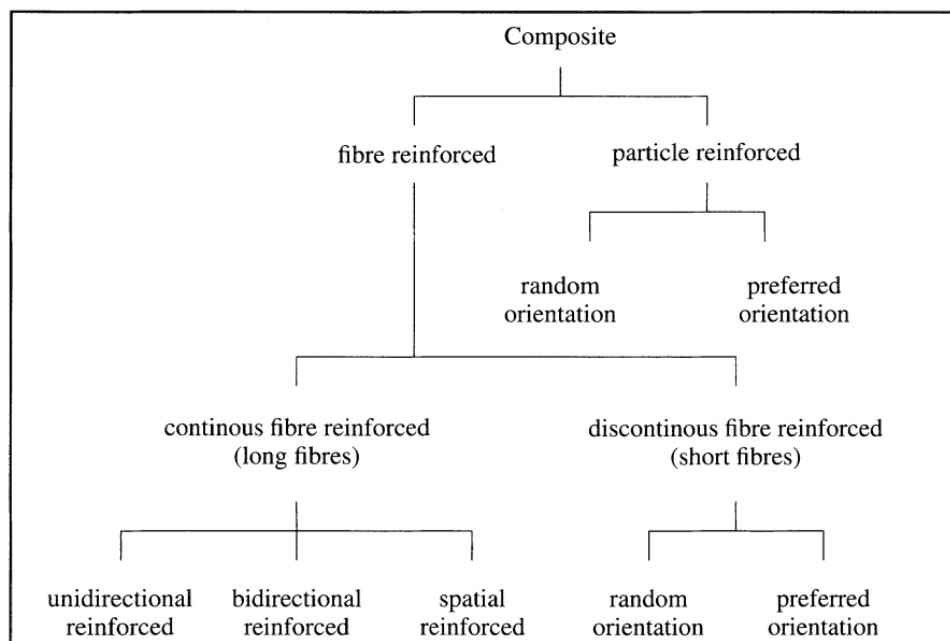 Composite
fibre reinforced
particle reinforced
random
orientation
preferred
orientation
continous fibre reinforced
(long fibres)
discontinous fibre reinforced
(short fibres)
unidirectional
reinforced
bidirectional
reinforced
spatial
reinforced
random
orientation
preferred
orientation